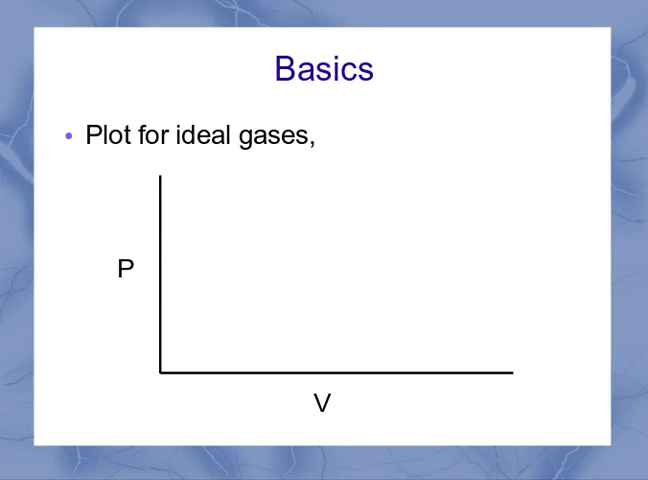 Basics
• Plot for ideal gases,
P
V